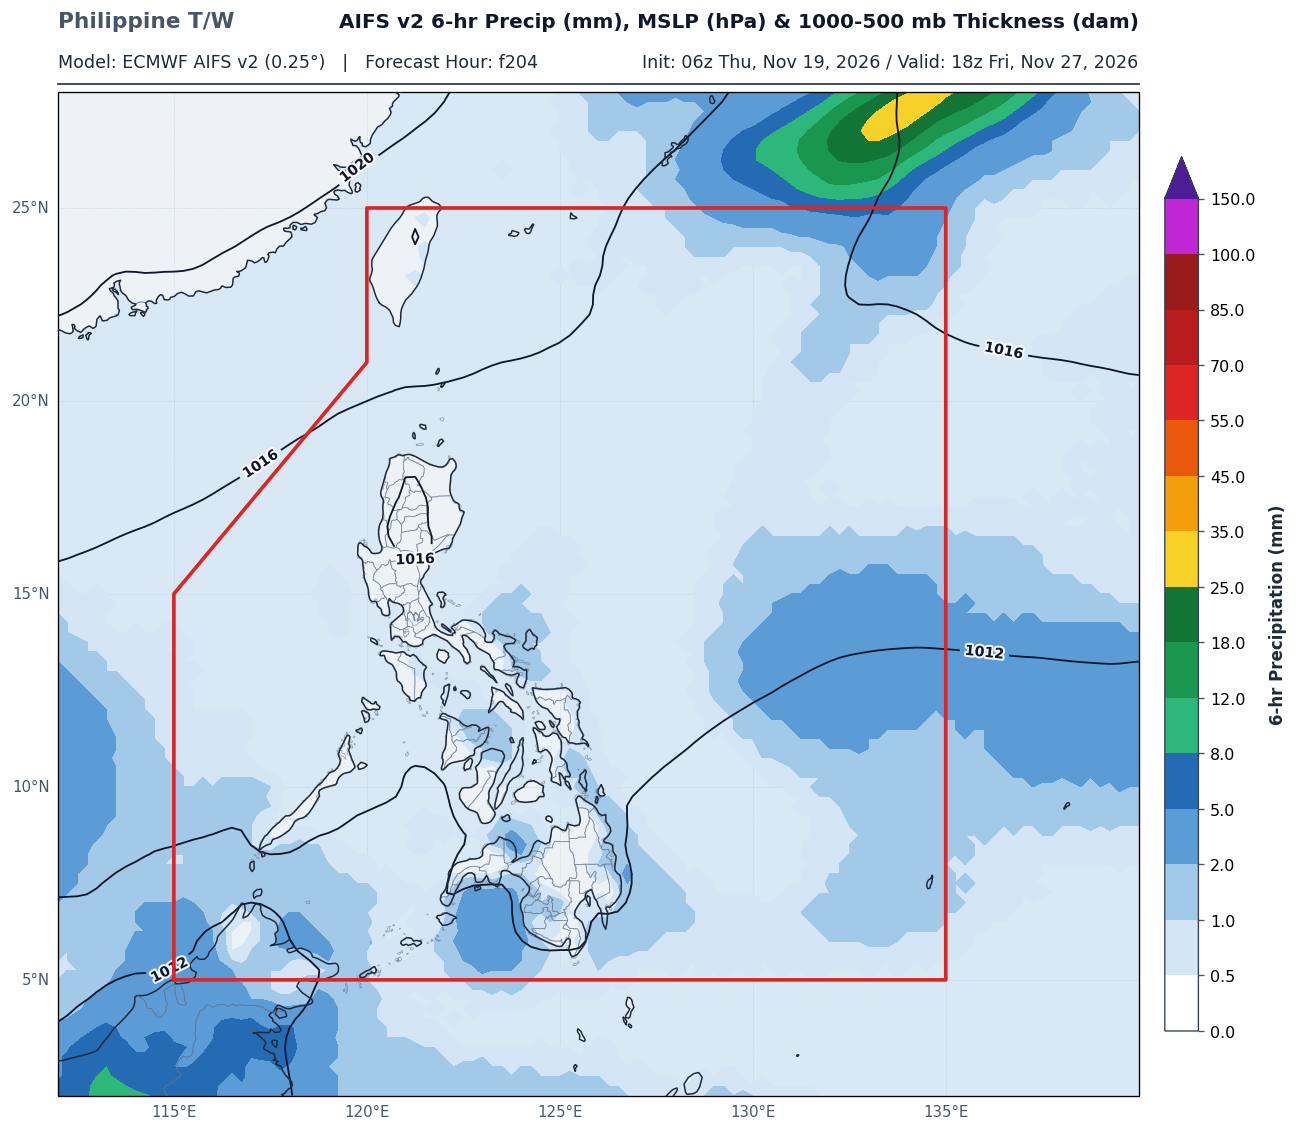 Philippine T/W
AIFS v2 6-hr Precip (mm), MSLP (hPa) & 1000-500 mb Thickness (dam)
Model: ECMWF AIFS v2 (0.25°) | Forecast Hour: f204
Init: 06z Thu, Nov 19, 2026 / Valid: 18z Fri, Nov 27, 2026
1020
1016
1016
1016
1012
1012
25°N
20°N
15°N
10°N
5°N
115°E
120°E
125°E
130°E
135°E
150.0
100.0
85.0
70.0
55.0
45.0
35.0
25.0
18.0
12.0
8.0
5.0
2.0
1.0
0.5
0.0
6-hr Precipitation (mm)